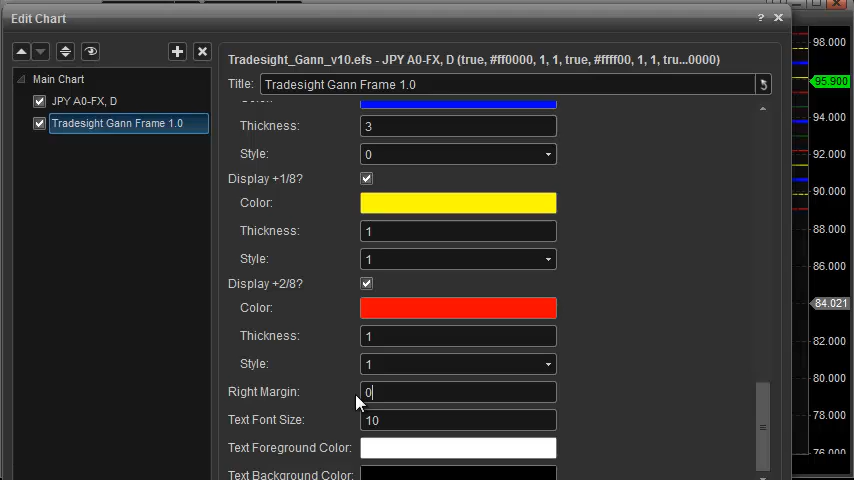 Edit Chart
? ×
Main Chart
JPY A0-FX, D
Tradesight Gann Frame 1.0
Tradesight_Gann_v10.efs - JPY A0-FX, D (true, #ff0000, 1, 1, true, #ffff00, 1, 1, tru...0000)
Title: Tradesight Gann Frame 1.0
Color:
Thickness: 3
Style: 0
Display +1/8?
Color:
Thickness: 1
Style: 1
Display +2/8?
Color:
Thickness: 1
Style: 1
Right Margin: 0
Text Font Size: 10
Text Foreground Color:
Text Background Color:
98.000
95.900
94.000
92.000
90.000
88.000
86.000
84.021
82.000
80.000
78.000
76.000